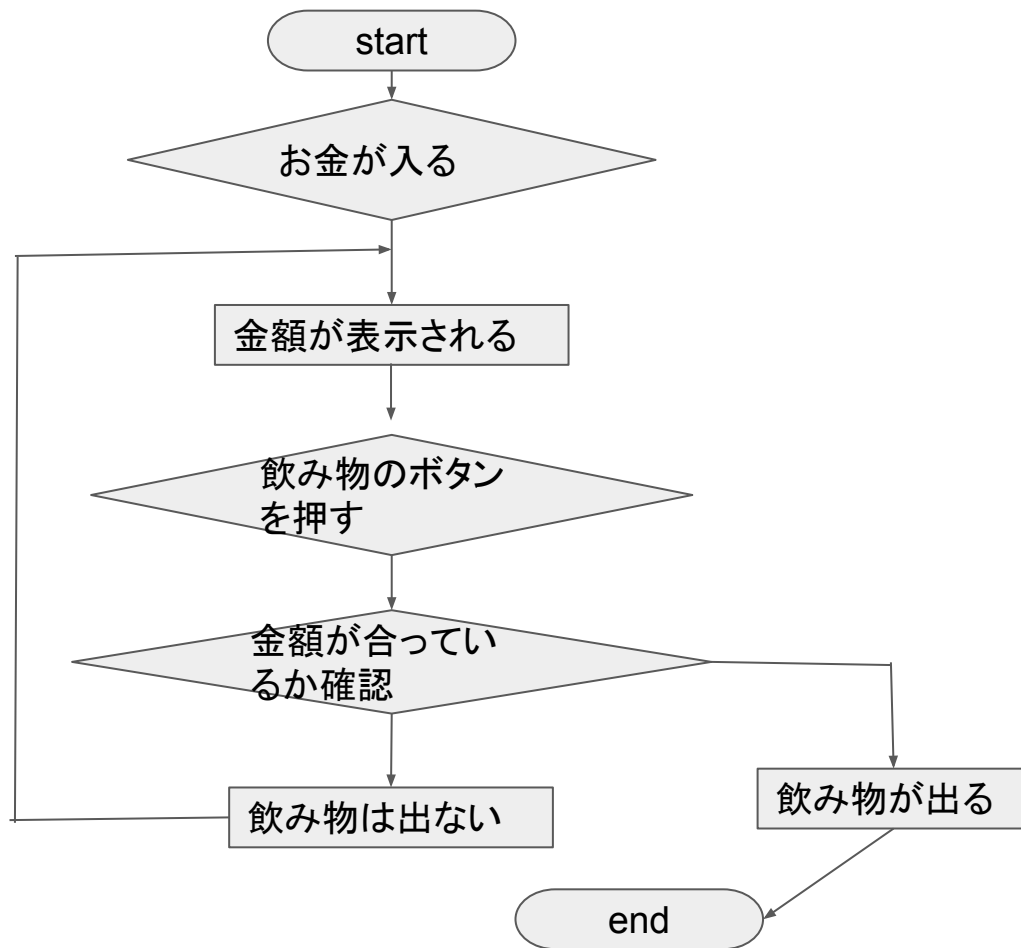 start
お金が入る
金額が表示される
飲み物のボタン
を押す
金額が合ってい
るか確認
飲み物は出ない
飲み物が出る
end